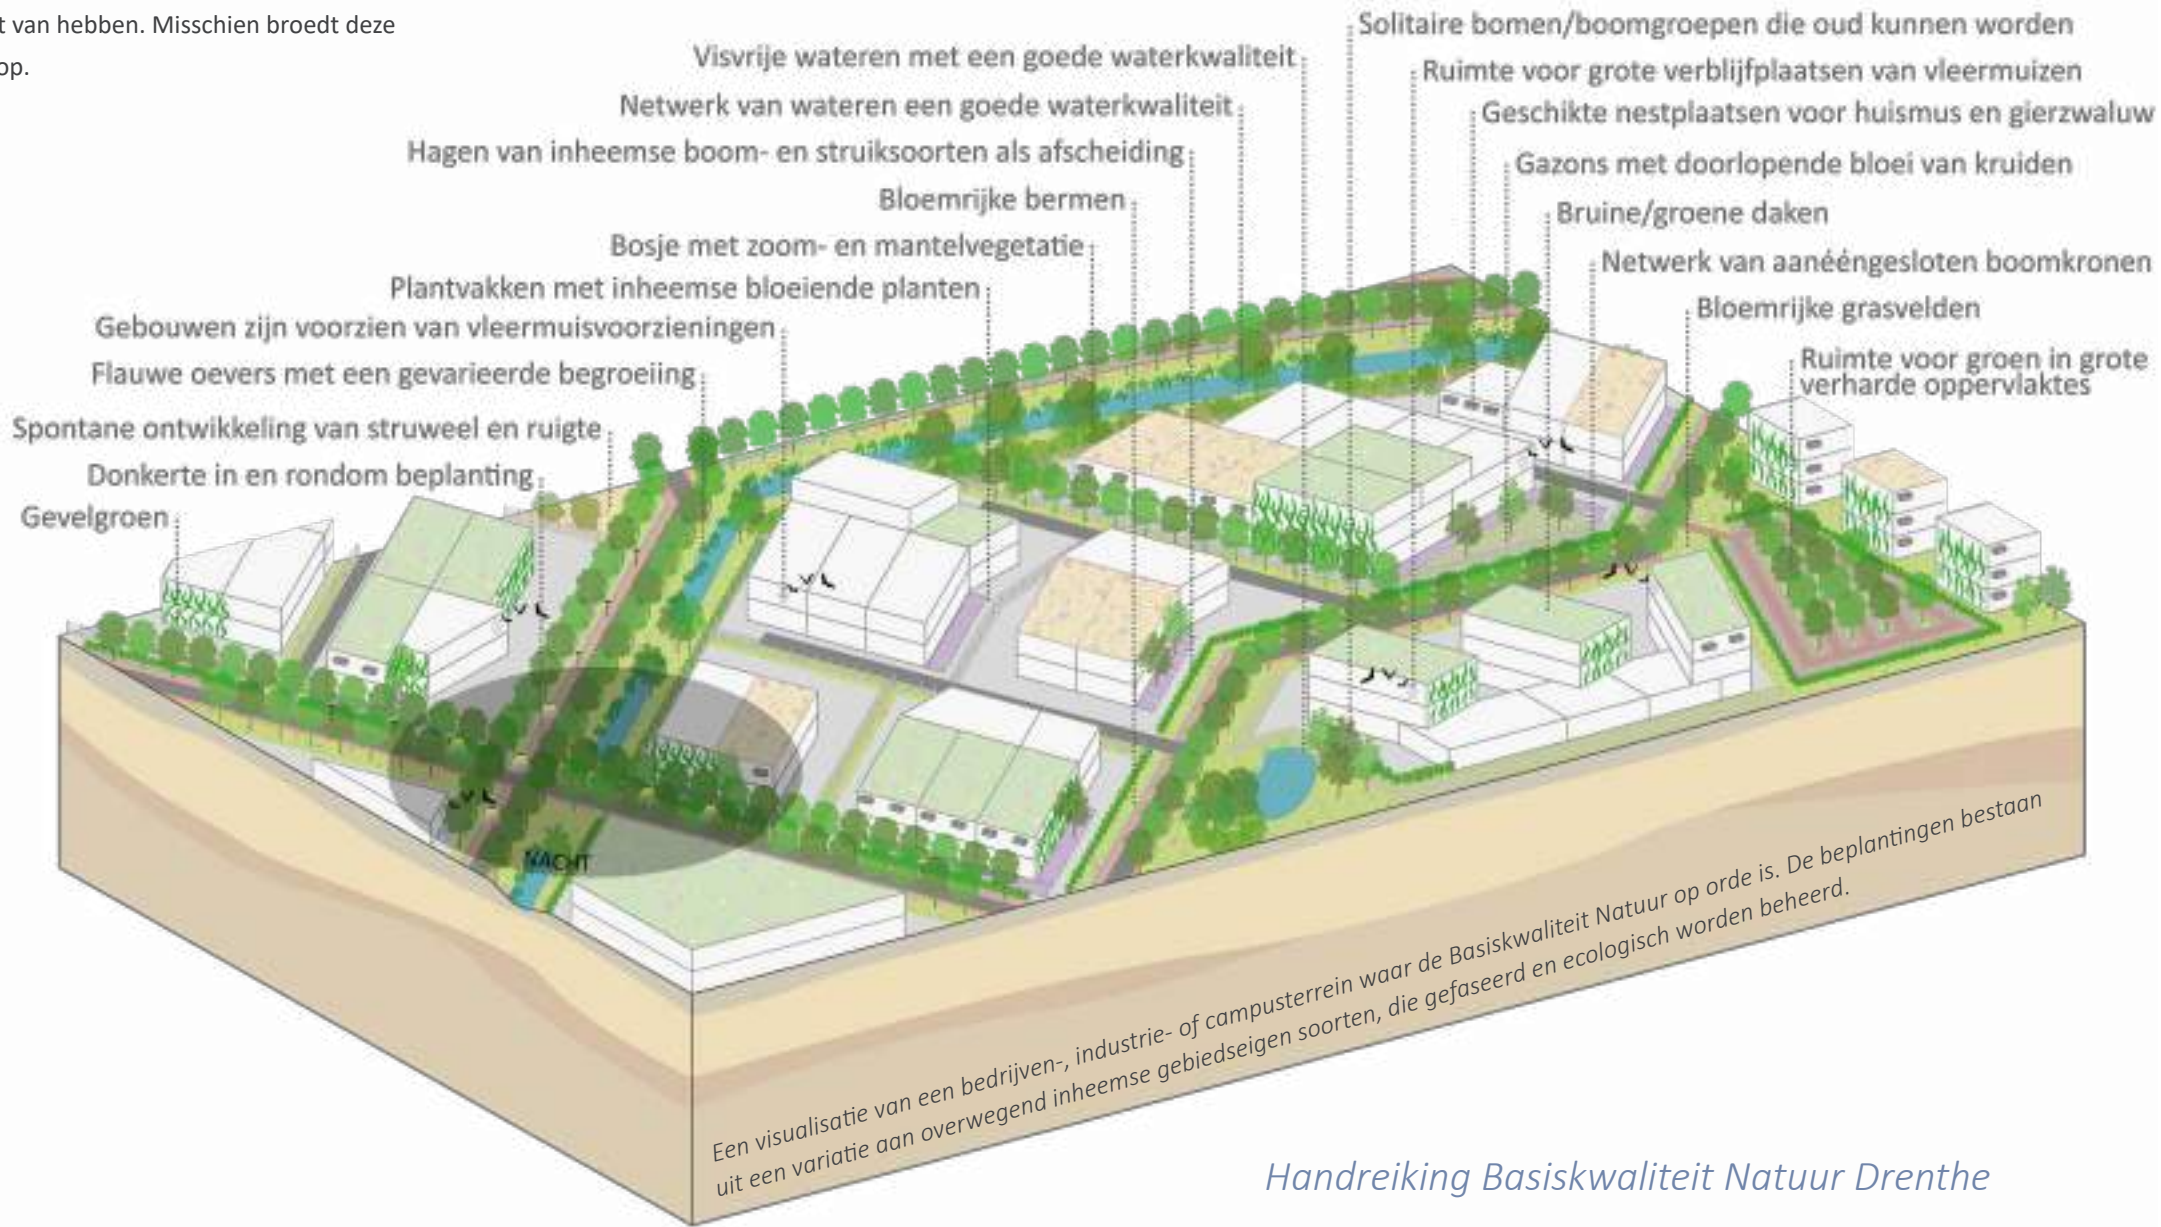 t van hebben. Misschien broedt deze
op.
Solitaire bomen/boomgroepen die oud kunnen worden
Visvrije wateren met een goede waterkwaliteit
Ruimte voor grote verblijfplaatsen van vleermuizen
Netwerk van wateren een goede waterkwaliteit
Geschikte nestplaatsen voor huismus en gierzwaluw
Hagen van inheemse boom- en struiksoorten als afscheiding
Gazons met doorlopende bloei van kruiden
Bloemrijke bermen
Bruine/groene daken
Bosje met zoom- en mantelvegetatie
Netwerk van aanééngesloten boomkronen
Plantvakken met inheemse bloeiende planten
Bloemrijke grasvelden
Gebouwen zijn voorzien van vleermuisvoorzieningen
Ruimte voor groen in grote
verharde oppervlaktes
Flauwe oevers met een gevarieerde begroeiing
Spontane ontwikkeling van struweel en ruigte
Donkerte in en rondom beplanting
Gevelgroen
NACHT
Een visualisatie van een bedrijven-, industrie- of campusterrein waar de Basiskwaliteit Natuur op orde is. De beplantingen bestaan
uit een variatie aan overwegend inheemse gebiedseigen soorten, die gefaseerd en ecologisch worden beheerd.
Handreiking Basiskwaliteit Natuur Drenthe